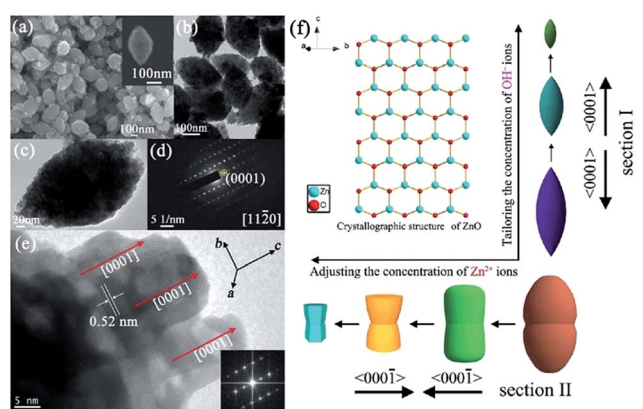 (a)
100nm
100nm
(b)
100nm
(c)
20nm
(d)
(0001)
5 1/nm
[112̄0]
(e)
[0001]
[0001]
[0001]
0.52 nm
b
c
a
5 nm
(f)
c
a
b
Zn
O
Crystallographic structure of ZnO
Tailoring the concentration of OH⁻ ions
<0001>
<0001>
section I
Adjusting the concentration of Zn²⁺ ions
<0001̄>
<0001̄>
section II